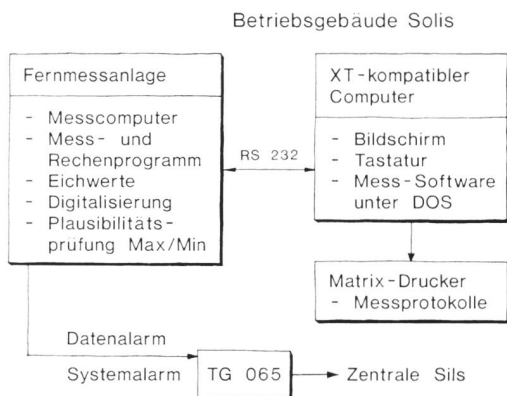 Betriebsgebäude Solis
Fernmessanlage
- Messcomputer
- Mess- und
Rechenprogramm
- Eichwerte
- Digitalisierung
- Plausibilitäts-
prüfung Max/Min
RS 232
XT-kompatibler
Computer
- Bildschirm
- Tastatur
- Mess-Software
unter DOS
Matrix-Drucker
- Messprotokolle
Datenalarm
Systemalarm
TG 065
Zentrale Sils